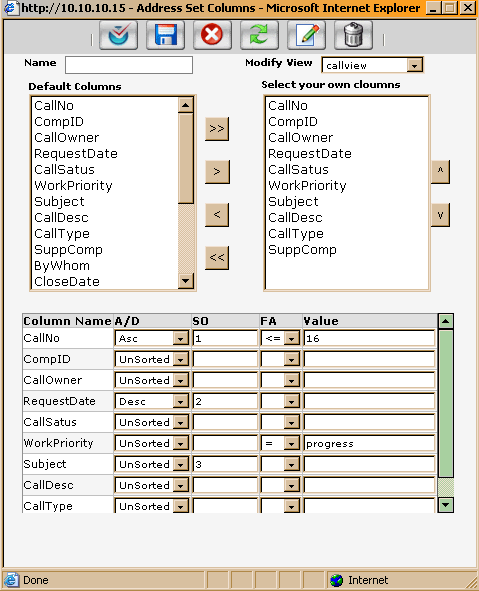 http://10.10.10.15 - Address Set Columns - Microsoft Internet Explorer
Name Modify View callview
Default Columns Select your own cloumns
CallNo CallNo
CompID CompID
CallOwner >> CallOwner
RequestDate RequestDate
CallSatus > CallSatus ^
WorkPriority WorkPriority
Subject Subject
CallDesc < CallDesc v
CallType CallType
SuppComp << SuppComp
ByWhom
CloseDate
Column Name A/D SO FA Value
CallNo Asc 1 <= 16
CompID UnSorted
CallOwner UnSorted
RequestDate Desc 2
CallSatus UnSorted
WorkPriority UnSorted = progress
Subject UnSorted 3
CallDesc UnSorted
CallType UnSorted
Done Internet